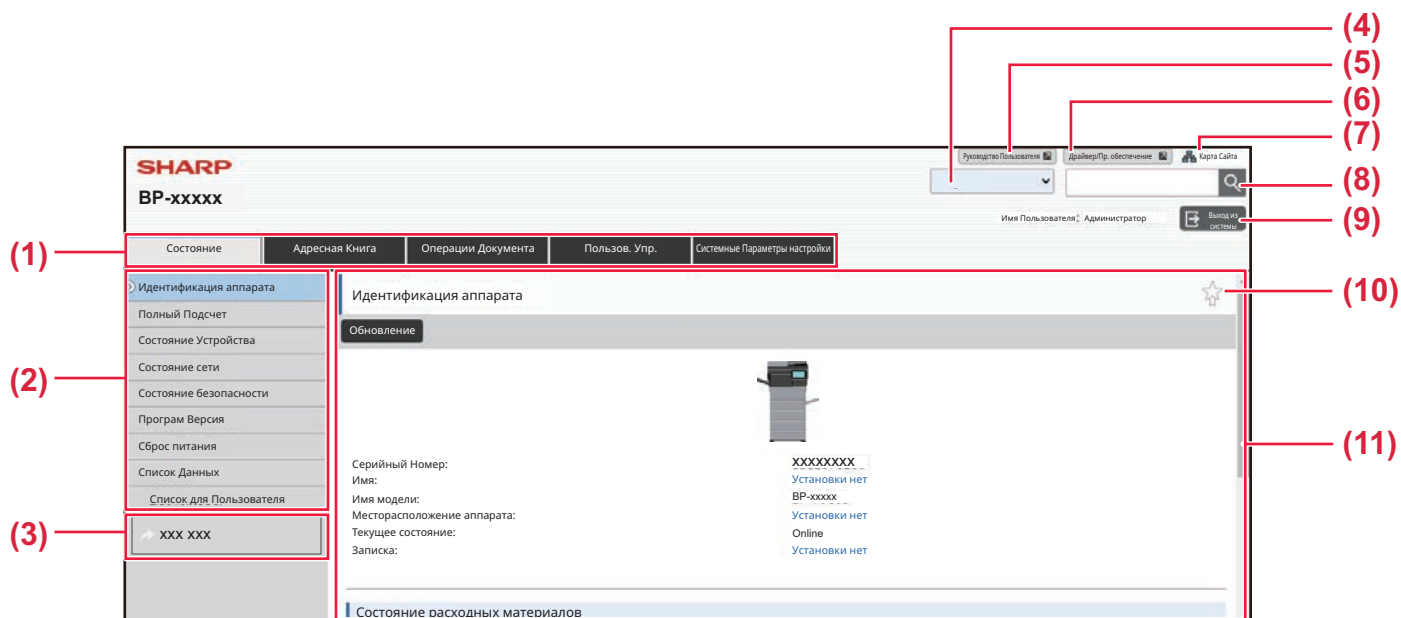 (4)
(5)
(6)
(7)
SHARP
Руководство Пользователя
Драйвер/Пр. обеспечение
Карта Сайта
BP-xxxxx
(8)
Имя Пользователя: Администратор
Выход из системы
(9)
(1)
Состояние
Адресная Книга
Операции Документа
Пользов. Упр.
Системные Параметры настройки
(2)
Идентификация аппарата
Полный Подсчет
Состояние Устройства
Состояние сети
Состояние безопасности
Програм Версия
Сброс питания
Список Данных
Список для Пользователя
(3)
XXX XXX
Идентификация аппарата
(10)
Обновление
(11)
Серийный Номер: XXXXXXXX
Имя: Установки нет
Имя модели: BP-xxxxx
Месторасположение аппарата: Установки нет
Текущее состояние: Online
Записка: Установки нет
Состояние расходных материалов